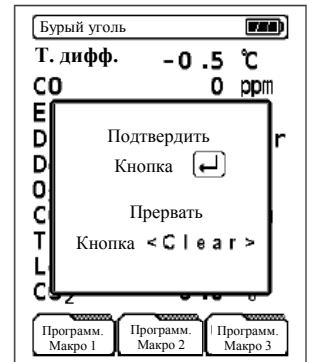 Бурый уголь
Т. дифф. -0.5 °C
CO 0 ppm
E
D r
D
Подтвердить
Кнопка
O
C
Прервать
T
Кнопка <Clear>
L
Программ. Макро 1
Программ. Макро 2
Программ. Макро 3